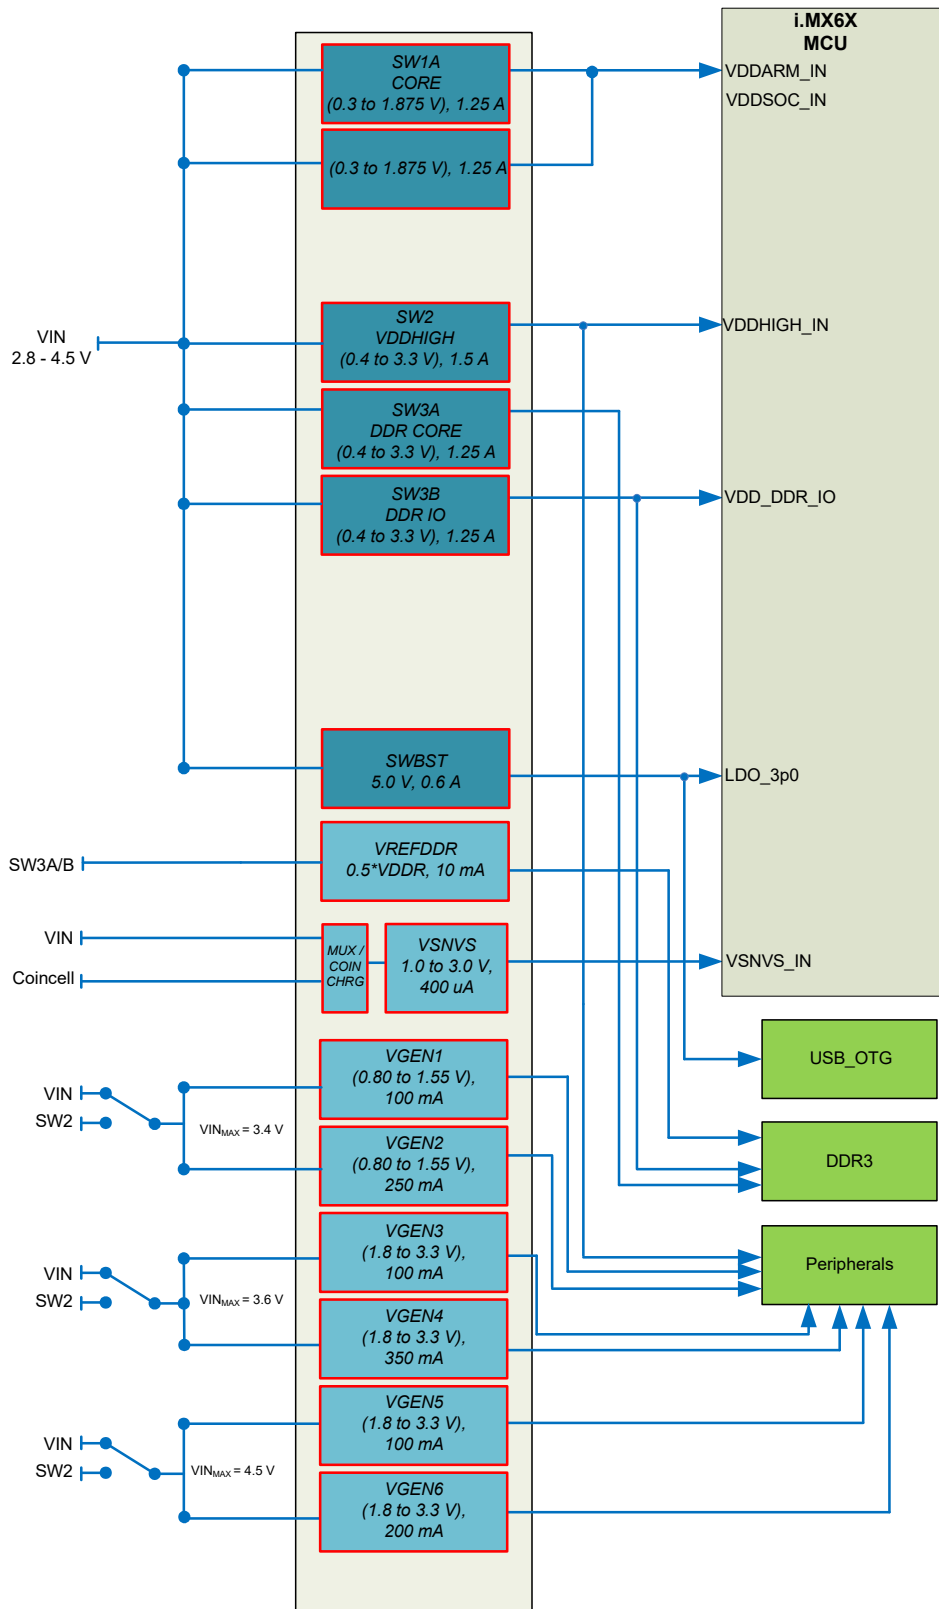 i.MX6X
MCU
SW1A
CORE
(0.3 to 1.875 V), 1.25 A
VDDARM_IN
VDDSOC_IN
(0.3 to 1.875 V), 1.25 A
VIN
2.8 - 4.5 V
SW2
VDDHIGH
(0.4 to 3.3 V), 1.5 A
VDDHIGH_IN
SW3A
DDR CORE
(0.4 to 3.3 V), 1.25 A
SW3B
DDR IO
(0.4 to 3.3 V), 1.25 A
VDD_DDR_IO
SWBST
5.0 V, 0.6 A
LDO_3p0
SW3A/B
VREFDDR
0.5*VDDR, 10 mA
VIN
Coincell
MUX /
COIN
CHRG
VSNVS
1.0 to 3.0 V,
400 uA
VSNVS_IN
USB_OTG
VIN
SW2
VIN_MAX = 3.4 V
VGEN1
(0.80 to 1.55 V),
100 mA
VGEN2
(0.80 to 1.55 V),
250 mA
DDR3
VIN
SW2
VIN_MAX = 3.6 V
VGEN3
(1.8 to 3.3 V),
100 mA
VGEN4
(1.8 to 3.3 V),
350 mA
Peripherals
VIN
SW2
VIN_MAX = 4.5 V
VGEN5
(1.8 to 3.3 V),
100 mA
VGEN6
(1.8 to 3.3 V),
200 mA